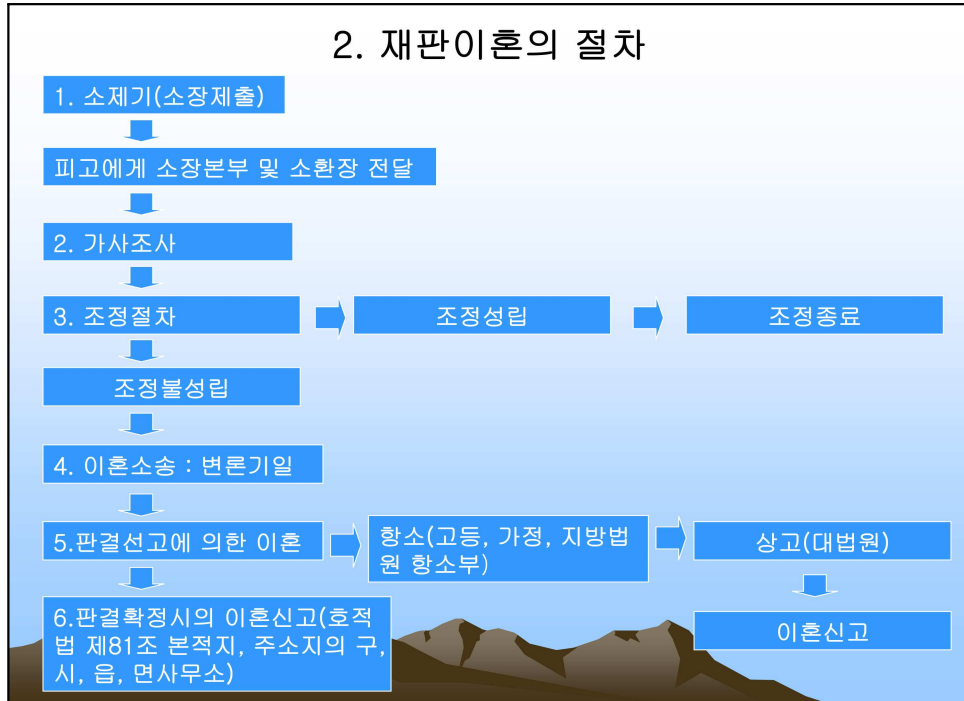 2. 재판이혼의 절차
1. 소제기(소장제출)
피고에게 소장본부 및 소환장 전달
2. 가사조사
3. 조정절차
조정성립
조정종료
조정불성립
4. 이혼소송 : 변론기일
5.판결선고에 의한 이혼
항소(고등, 가정, 지방법
원 항소부)
상고(대법원)
6.판결확정시의 이혼신고(호적
법 제81조 본적지, 주소지의 구,
시, 읍, 면사무소)
이혼신고